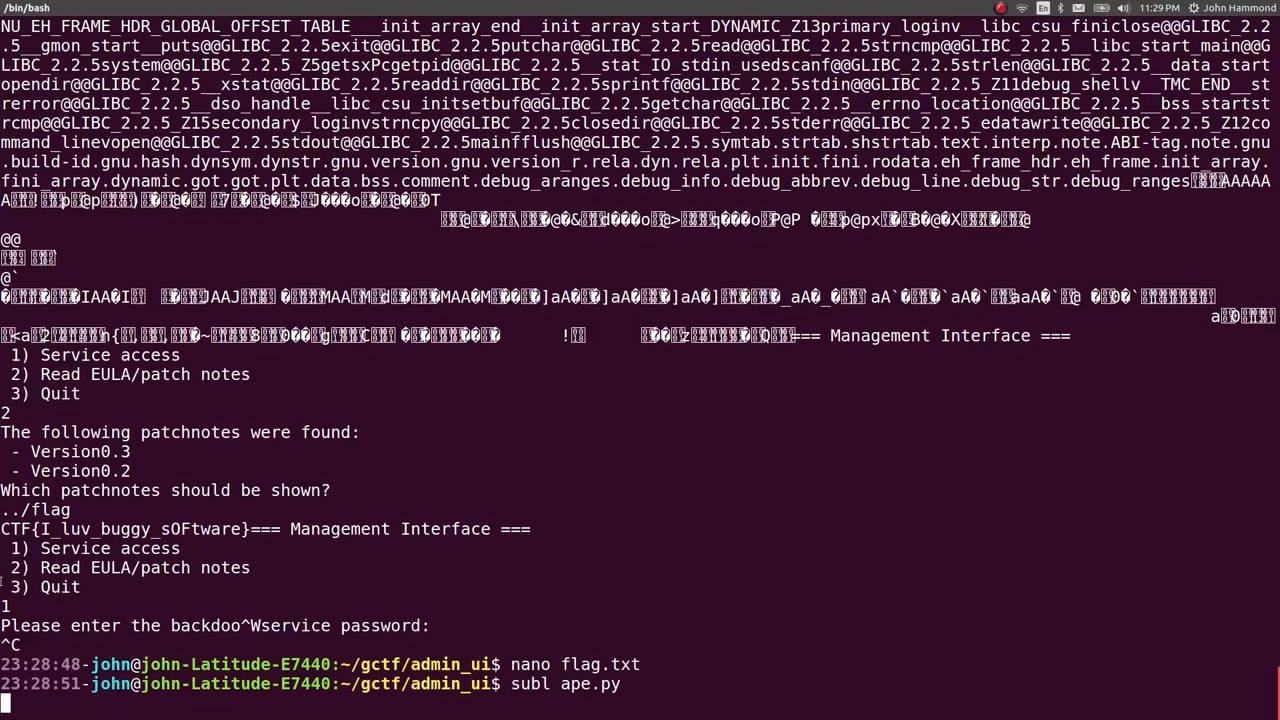 /bin/bash
En
11:29 PM
John Hammond
NU_EH_FRAME_HDR_GLOBAL_OFFSET_TABLE___init_array_end__init_array_start_DYNAMIC_Z13primary_loginv__libc_csu_finiclose@@GLIBC_2.2
.5__gmon_start__puts@@GLIBC_2.2.5exit@@GLIBC_2.2.5putchar@@GLIBC_2.2.5read@@GLIBC_2.2.5strncmp@@GLIBC_2.2.5__libc_start_main@@G
LIBC_2.2.5system@@GLIBC_2.2.5_Z5getsxPcgetpid@@GLIBC_2.2.5__stat_IO_stdin_usedscanf@@GLIBC_2.2.5strlen@@GLIBC_2.2.5__data_start
opendir@@GLIBC_2.2.5__xstat@@GLIBC_2.2.5readdir@@GLIBC_2.2.5sprintf@@GLIBC_2.2.5stdin@@GLIBC_2.2.5_Z11debug_shellv__TMC_END__st
rerror@@GLIBC_2.2.5__dso_handle__libc_csu_initsetbuf@@GLIBC_2.2.5getchar@@GLIBC_2.2.5__errno_location@@GLIBC_2.2.5__bss_startst
rcmp@@GLIBC_2.2.5_Z15secondary_loginvstrncpy@@GLIBC_2.2.5closedir@@GLIBC_2.2.5stderr@@GLIBC_2.2.5_edatawrite@@GLIBC_2.2.5_Z12co
mmand_linevopen@@GLIBC_2.2.5stdout@@GLIBC_2.2.5mainfflush@@GLIBC_2.2.5.symtab.strtab.shstrtab.text.interp.note.ABI-tag.note.gnu
.build-id.gnu.hash.dynsym.dynstr.gnu.version.gnu.version_r.rela.dyn.rela.plt.init.fini.rodata.eh_frame_hdr.eh_frame.init_array.
fini_array.dynamic.got.got.plt.data.bss.comment.debug_aranges.debug_info.debug_abbrev.debug_line.debug_str.debug_ranges
@@
@`
=== Management Interface ===
1) Service access
2) Read EULA/patch notes
3) Quit
2
The following patchnotes were found:
- Version0.3
- Version0.2
Which patchnotes should be shown?
../flag
CTF{I_luv_buggy_sOFtware}=== Management Interface ===
1) Service access
2) Read EULA/patch notes
3) Quit
1
Please enter the backdoo^Wservice password:
^C
23:28:48-john@john-Latitude-E7440:~/gctf/admin_ui$ nano flag.txt
23:28:51-john@john-Latitude-E7440:~/gctf/admin_ui$ subl ape.py